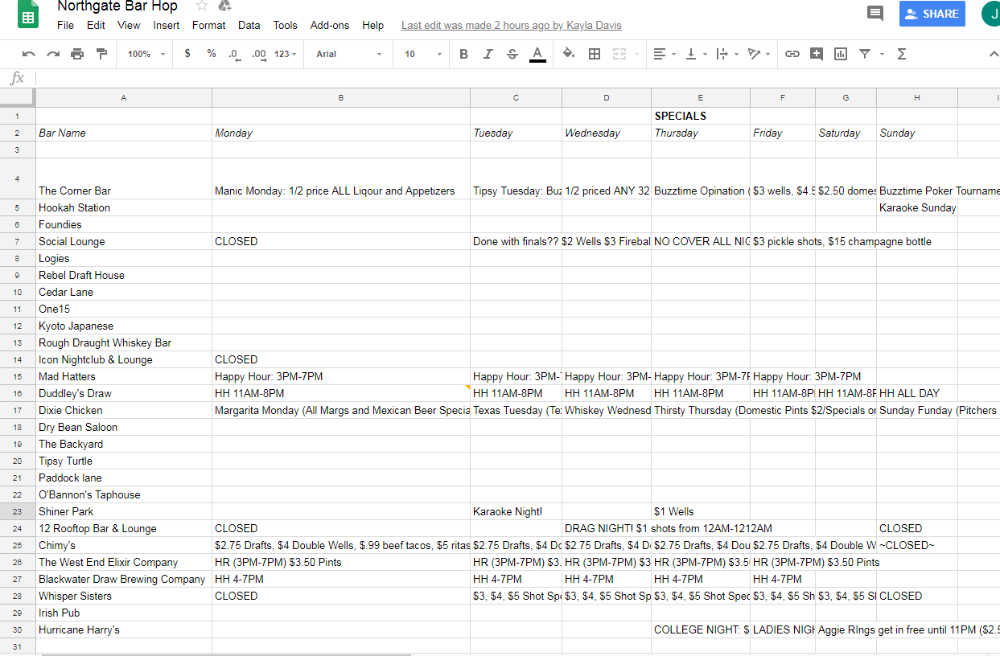 Northgate Bar Hop
File Edit View Insert Format Data Tools Add-ons Help Last edit was made 2 hours ago by Kayla Davis
SHARE J
100% $ % .0 .00 123 Arial 10 B I S A
fx
A B C D E F G H
1 SPECIALS
2 Bar Name Monday Tuesday Wednesday Thursday Friday Saturday Sunday
3
4 The Corner Bar Manic Monday: 1/2 price ALL Liqour and Appetizers Tipsy Tuesday: Buz 1/2 priced ANY 32 Buzztime Opination ( $3 wells, $4.5 $2.50 domes Buzztime Poker Tourname
5 Hookah Station Karaoke Sunday
6 Foundies
7 Social Lounge CLOSED Done with finals?? $2 Wells $3 Firebal NO COVER ALL NIG $3 pickle shots, $15 champagne bottle
8 Logies
9 Rebel Draft House
10 Cedar Lane
11 One15
12 Kyoto Japanese
13 Rough Draught Whiskey Bar
14 Icon Nightclub & Lounge CLOSED
15 Mad Hatters Happy Hour: 3PM-7PM Happy Hour: 3PM- Happy Hour: 3PM- Happy Hour: 3PM-7P Happy Hour: 3PM-7PM
16 Duddley's Draw HH 11AM-8PM HH 11AM-8PM HH 11AM-8PM HH 11AM-8PM HH 11AM-8P HH 11AM-8P HH ALL DAY
17 Dixie Chicken Margarita Monday (All Margs and Mexican Beer Specia Texas Tuesday (Te Whiskey Wednesd Thirsty Thursday (Domestic Pints $2/Specials on Sunday Funday (Pitchers
18 Dry Bean Saloon
19 The Backyard
20 Tipsy Turtle
21 Paddock lane
22 O'Bannon's Taphouse
23 Shiner Park Karaoke Night! $1 Wells
24 12 Rooftop Bar & Lounge CLOSED DRAG NIGHT! $1 shots from 12AM-1212AM CLOSED
25 Chimy's $2.75 Drafts, $4 Double Wells, $.99 beef tacos, $5 ritas $2.75 Drafts, $4 Do $2.75 Drafts, $4 D $2.75 Drafts, $4 Dou $2.75 Drafts, $4 Double W ~CLOSED~
26 The West End Elixir Company HR (3PM-7PM) $3.50 Pints HR (3PM-7PM) $3. HR (3PM-7PM) $3 HR (3PM-7PM) $3.5 HR (3PM-7PM) $3.50 Pints
27 Blackwater Draw Brewing Company HH 4-7PM HH 4-7PM HH 4-7PM HH 4-7PM HH 4-7PM
28 Whisper Sisters CLOSED $3, $4, $5 Shot Spe $3, $4, $5 Shot Sp $3, $4, $5 Shot Spec $3, $4, $5 Sh $3, $4, $5 Sl CLOSED
29 Irish Pub
30 Hurricane Harry's COLLEGE NIGHT: $ LADIES NIGH Aggie RIngs get in free until 11PM ($2.5
31